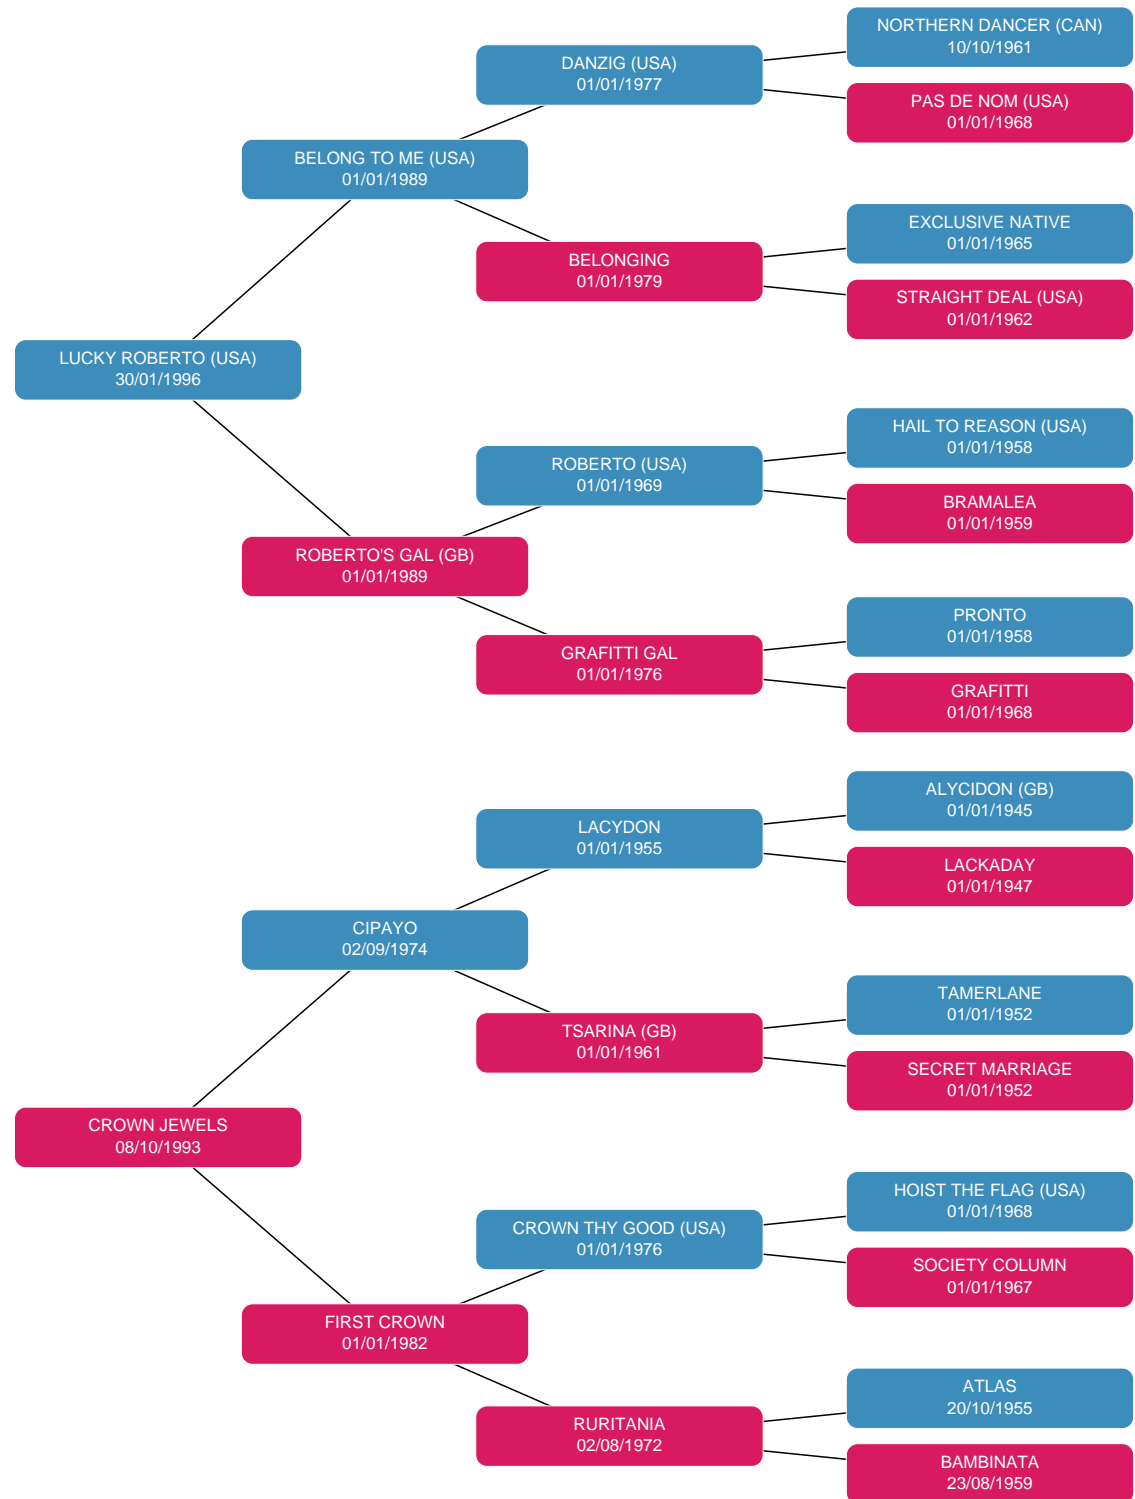 NORTHERN DANCER (CAN)
10/10/1961
DANZIG (USA)
01/01/1977
PAS DE NOM (USA)
01/01/1968
BELONG TO ME (USA)
01/01/1989
EXCLUSIVE NATIVE
01/01/1965
BELONGING
01/01/1979
STRAIGHT DEAL (USA)
01/01/1962
LUCKY ROBERTO (USA)
30/01/1996
HAIL TO REASON (USA)
01/01/1958
ROBERTO (USA)
01/01/1969
BRAMALEA
01/01/1959
ROBERTO'S GAL (GB)
01/01/1989
PRONTO
01/01/1958
GRAFITTI GAL
01/01/1976
GRAFITTI
01/01/1968
ALYCIDON (GB)
01/01/1945
LACYDON
01/01/1955
LACKADAY
01/01/1947
CIPAYO
02/09/1974
TAMERLANE
01/01/1952
TSARINA (GB)
01/01/1961
SECRET MARRIAGE
01/01/1952
CROWN JEWELS
08/10/1993
HOIST THE FLAG (USA)
01/01/1968
CROWN THY GOOD (USA)
01/01/1976
SOCIETY COLUMN
01/01/1967
FIRST CROWN
01/01/1982
ATLAS
20/10/1955
RURITANIA
02/08/1972
BAMBINATA
23/08/1959